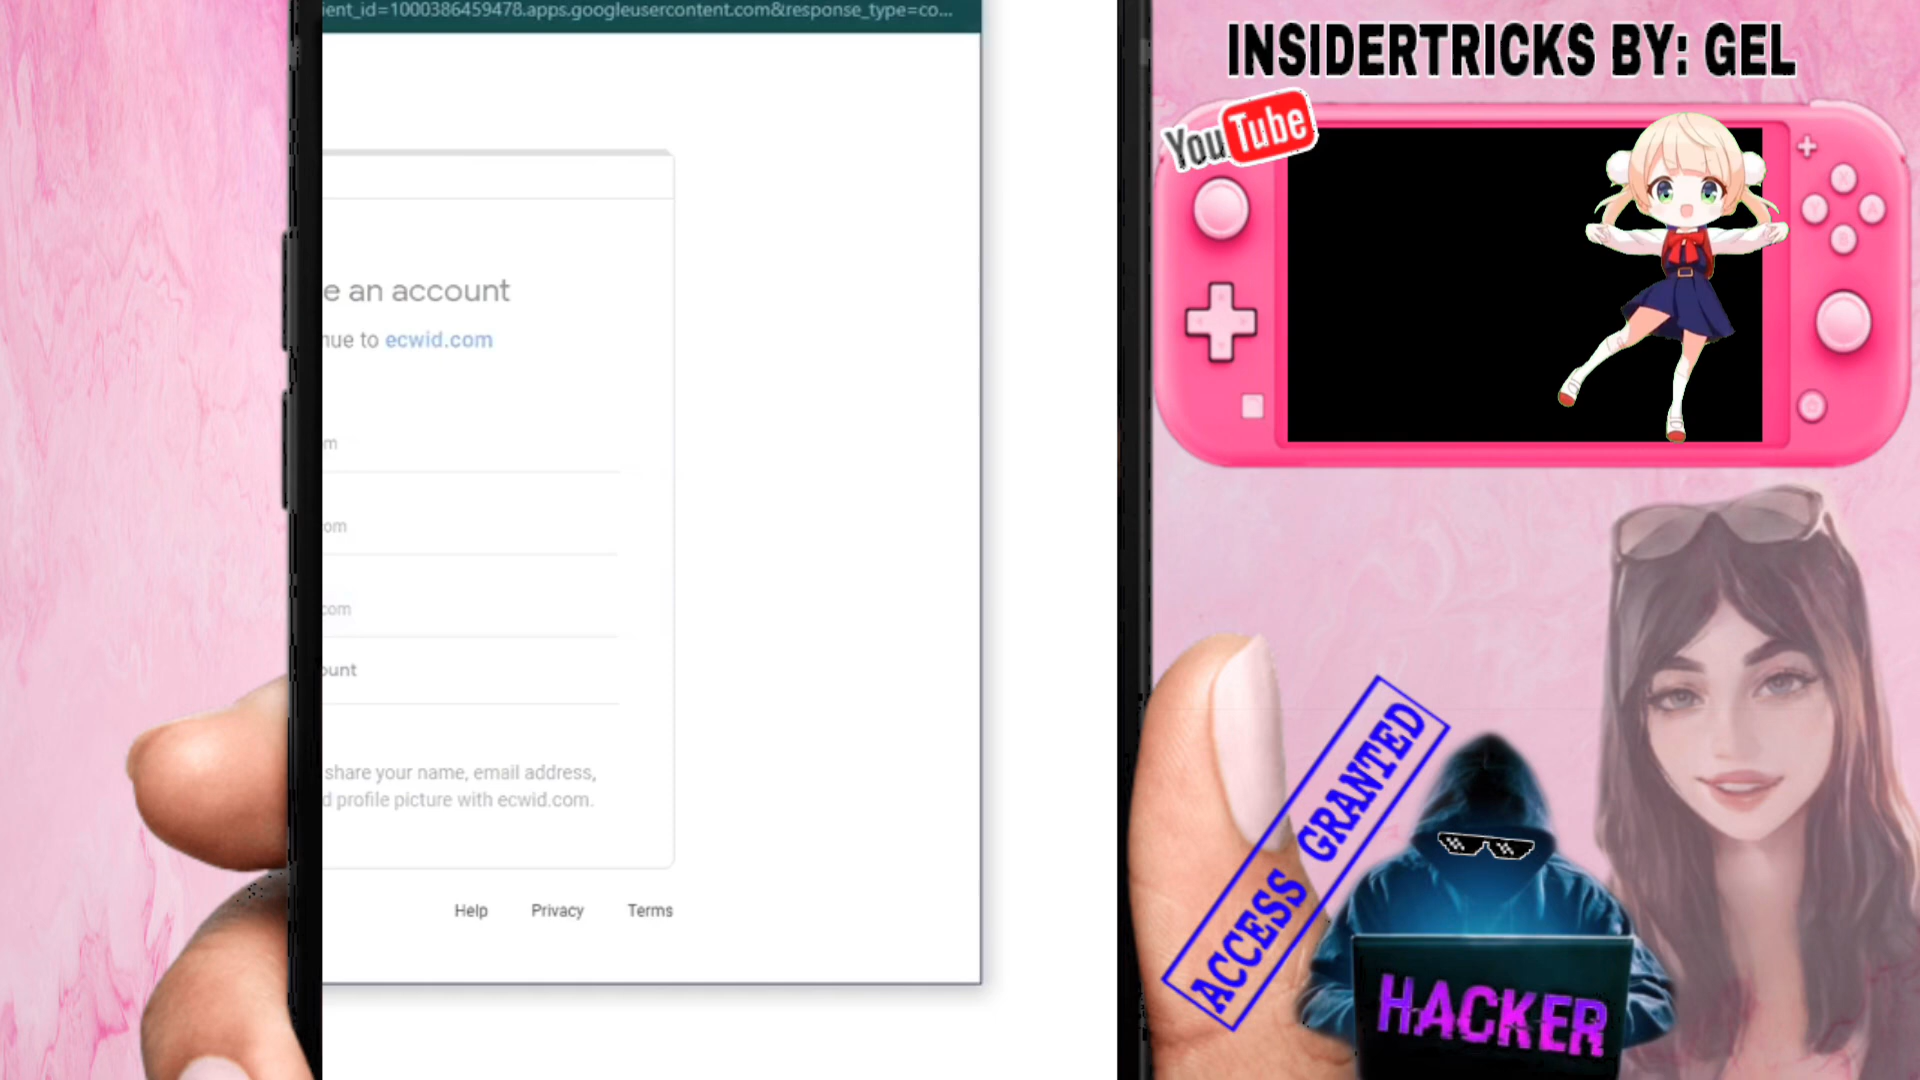 ient_id=1000386459478.apps.googleusercontent.com&response_type=co...
e an account
nue to ecwid.com
m
om
com
ount
share your name, email address,
d profile picture with ecwid.com.
Help Privacy Terms
INSIDERTRICKS BY: GEL
YouTube
X
Y A
B
ACCESS GRANTED
HACKER